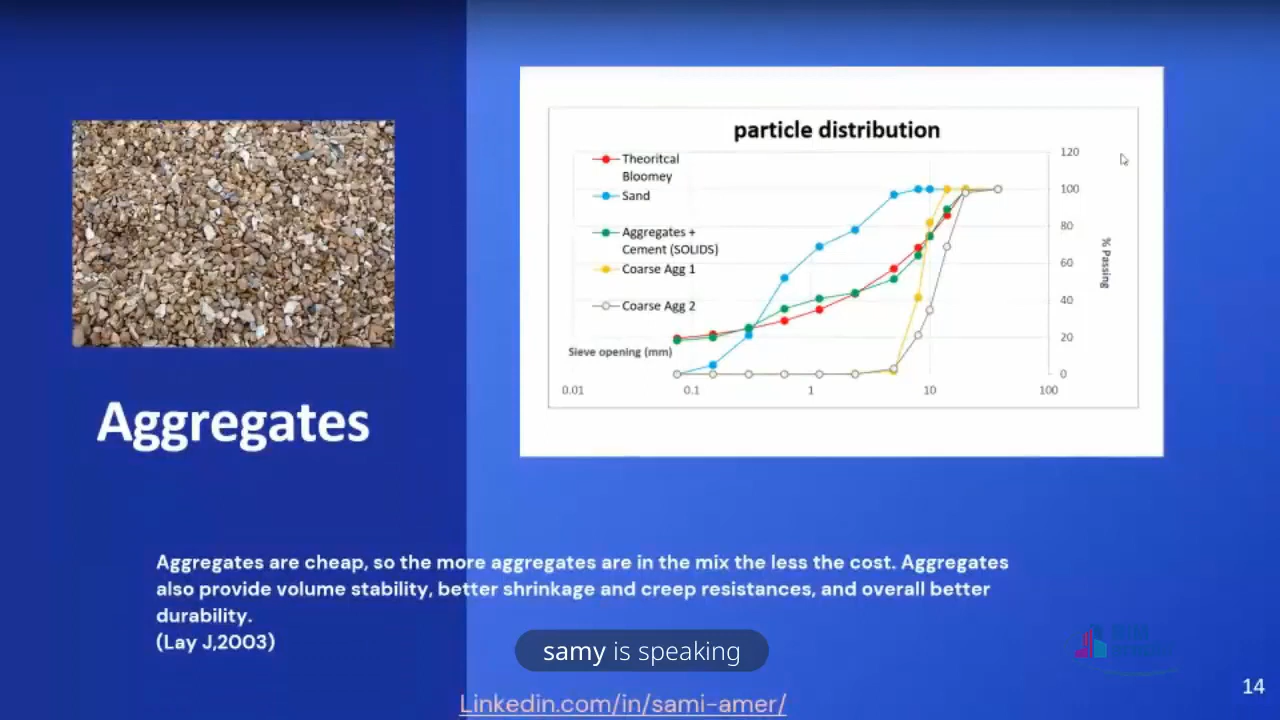 particle distribution
Theoritcal
Bloomey
Sand
Aggregates +
Cement (SOLIDS)
Coarse Agg 1
Coarse Agg 2
Sieve opening (mm)
120
100
80
60
40
20
0
% Passing
0.01 0.1 1 10 100
Aggregates
Aggregates are cheap, so the more aggregates are in the mix the less the cost. Aggregates
also provide volume stability, better shrinkage and creep resistances, and overall better
durability.
(Lay J,2003)
samy is speaking
Linkedin.com/in/sami-amer/
14